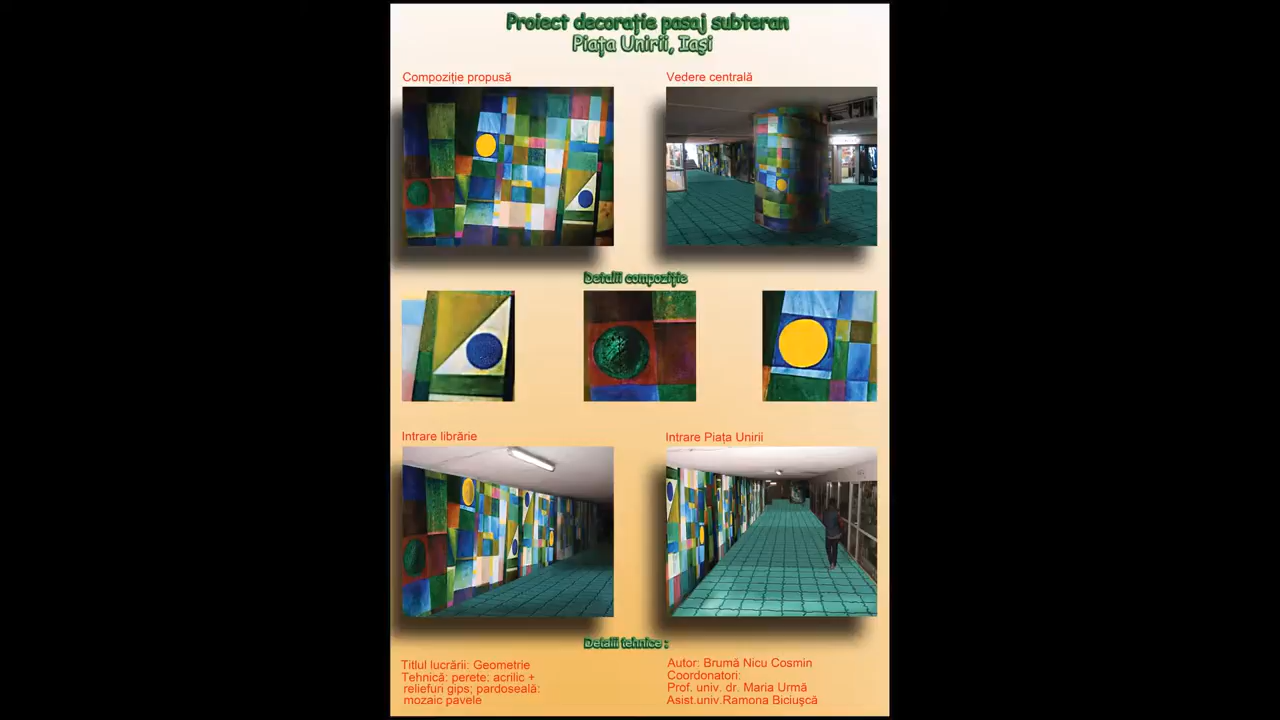 Proiect decorație pasaj subteran
Piața Unirii, Iași
Compoziție propusă
Vedere centrală
Detalii compoziție
Intrare librărie
Intrare Piața Unirii
Detalii tehnice :
Titlul lucrării: Geometrie
Tehnică: perete: acrilic +
reliefuri gips; pardoseală:
mozaic pavele
Autor: Brumă Nicu Cosmin
Coordonatori:
Prof. univ. dr. Maria Urmă
Asist.univ.Ramona Biciușcă